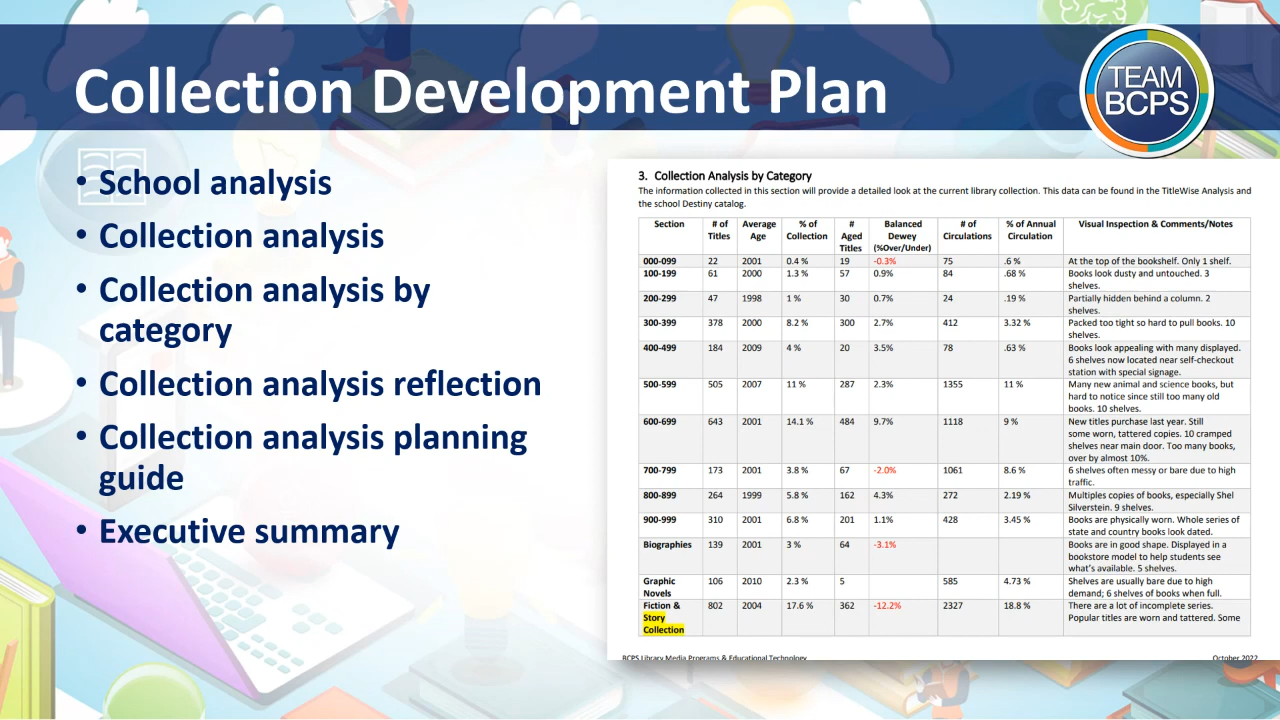 Collection Development Plan
TEAM
BCPS
• School analysis
• Collection analysis
• Collection analysis by
category
• Collection analysis reflection
• Collection analysis planning
guide
• Executive summary
3. Collection Analysis by Category
The information collected in this section will provide a detailed look at the current library collection. This data can be found in the TitleWise Analysis and
the school Destiny catalog.
Section # of Titles Average Age % of Collection # Aged Titles Balanced Dewey (%Over/Under) # of Circulations % of Annual Circulation Visual Inspection & Comments/Notes
000-099 22 2001 0.4 % 19 -0.3% 75 .6 % At the top of the bookshelf. Only 1 shelf.
100-199 61 2000 1.3 % 57 0.9% 84 .68 % Books look dusty and untouched. 3
shelves.
200-299 47 1998 1 % 30 0.7% 24 .19 % Partially hidden behind a column. 2
shelves.
300-399 378 2000 8.2 % 300 2.7% 412 3.32 % Packed too tight so hard to pull books. 10
shelves.
400-499 184 2009 4 % 20 3.5% 78 .63 % Books look appealing with many displayed.
6 shelves now located near self-checkout
station with special signage.
500-599 505 2007 11 % 287 2.3% 1355 11 % Many new animal and science books, but
hard to notice since still too many old
books. 10 shelves.
600-699 643 2001 14.1 % 484 9.7% 1118 9 % New titles purchase last year. Still
some worn, tattered copies. 10 cramped
shelves near main door. Too many books,
over by almost 10%.
700-799 173 2001 3.8 % 67 -2.0% 1061 8.6 % 6 shelves often messy or bare due to high
traffic.
800-899 264 1999 5.8 % 162 4.3% 272 2.19 % Multiples copies of books, especially Shel
Silverstein. 9 shelves.
900-999 310 2001 6.8 % 201 1.1% 428 3.45 % Books are physically worn. Whole series of
state and country books look dated.
Biographies 139 2001 3 % 64 -3.1% Books are in good shape. Displayed in a
bookstore model to help students see
what's available. 5 shelves.
Graphic Novels 106 2010 2.3 % 5 585 4.73 % Shelves are usually bare due to high
demand; 6 shelves of books when full.
Fiction & Story Collection 802 2004 17.6 % 362 -12.2% 2327 18.8 % There are a lot of incomplete series.
Popular titles are worn and tattered. Some
BCPS Library Media Programs & Educational Technology October 2022